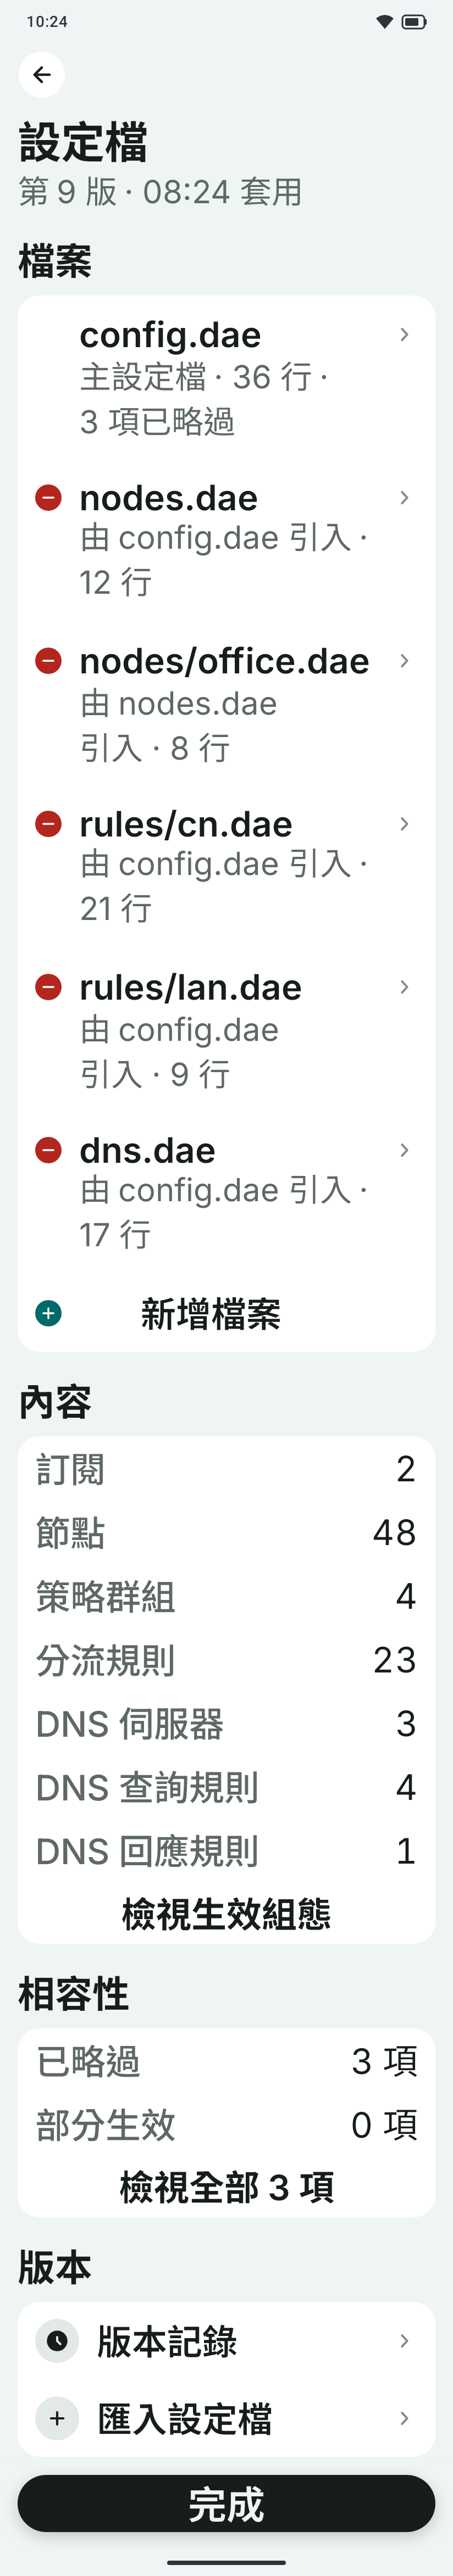 10:24
設定檔
第 9 版 · 08:24 套用
檔案
config.dae
主設定檔 · 36 行 ·
3 項已略過
nodes.dae
由 config.dae 引入 ·
12 行
nodes/office.dae
由 nodes.dae
引入 · 8 行
rules/cn.dae
由 config.dae 引入 ·
21 行
rules/lan.dae
由 config.dae
引入 · 9 行
dns.dae
由 config.dae 引入 ·
17 行
新增檔案
內容
訂閱 2
節點 48
策略群組 4
分流規則 23
DNS 伺服器 3
DNS 查詢規則 4
DNS 回應規則 1
檢視生效組態
相容性
已略過 3 項
部分生效 0 項
檢視全部 3 項
版本
版本記錄
匯入設定檔
完成